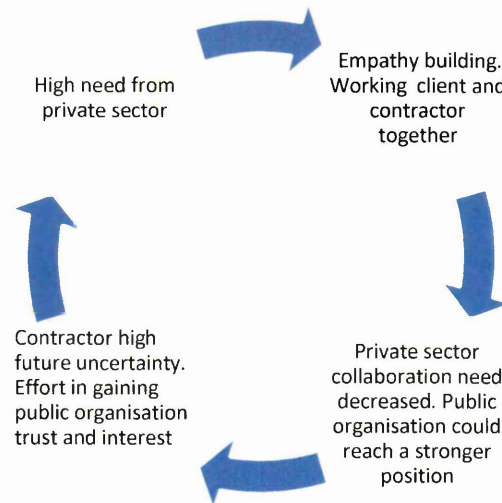 High need from
private sector
Empathy building.
Working client and
contractor
together
Private sector
collaboration need
decreased. Public
organisation could
reach a stronger
position
Contractor high
future uncertainty.
Effort in gaining
public organisation
trust and interest